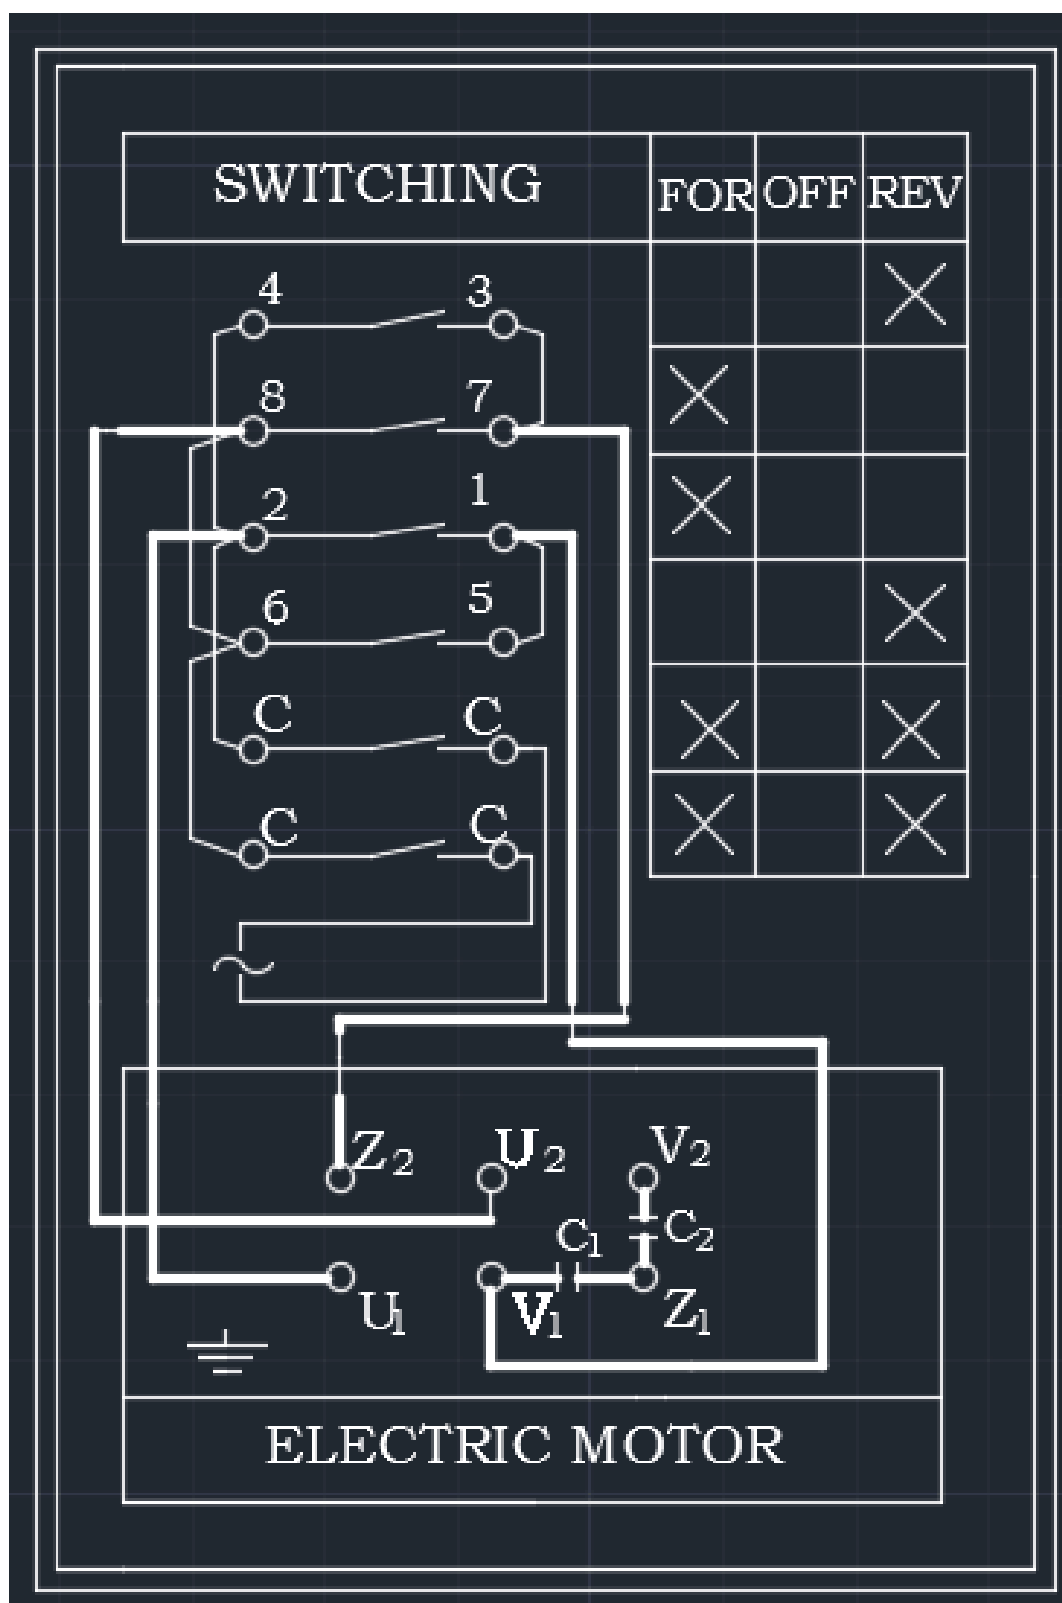 SWITCHING FOR OFF REV
4 3
8 7
2 1
6 5
C C
C C
Z2 U2 V2
C1 C2
U1 V1 Z1
ELECTRIC MOTOR